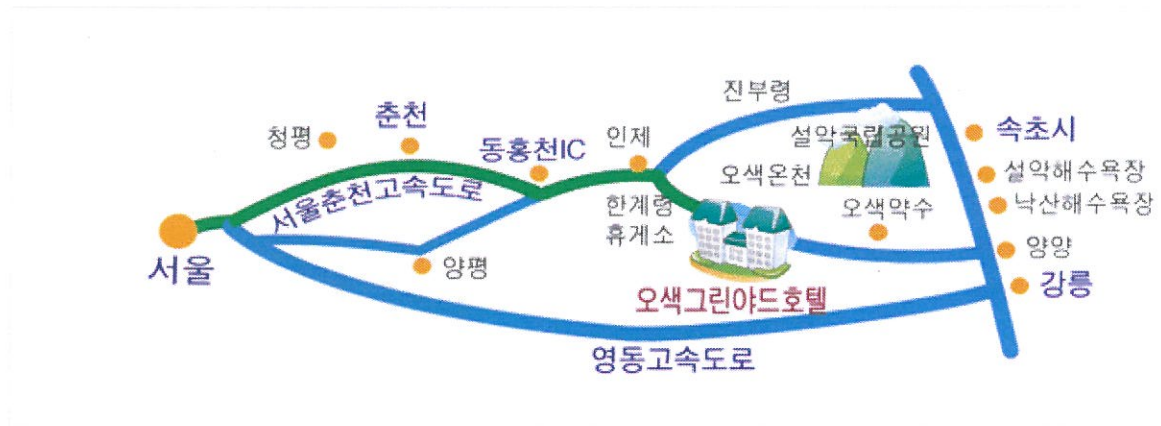 진부령
춘천
속초시
청평
인제
설악국립공원
동홍천IC
설악해수욕장
오색온천
서울춘천고속도로
한계령
휴게소
오색약수
낙산해수욕장
양양
서울
양평
강릉
오색그린야드호텔
영동고속도로